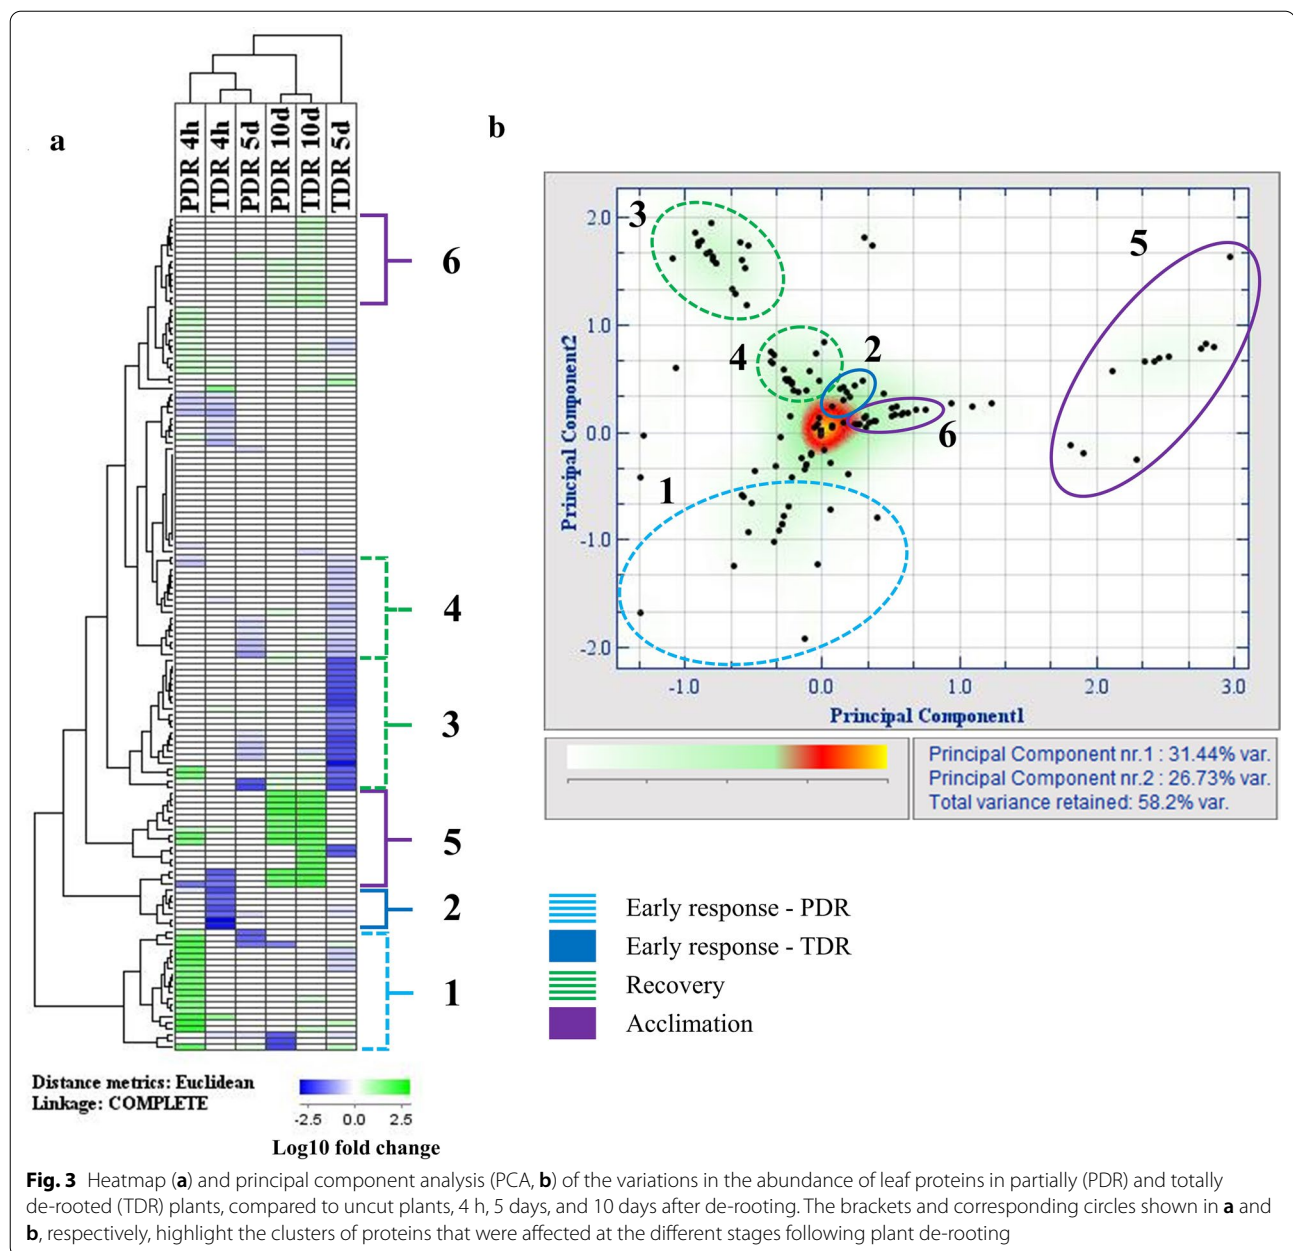 a
b
PDR 4h
TDR 4h
PDR 5d
PDR 10d
TDR 10d
TDR 5d
6
4
3
5
2
1
Distance metrics: Euclidean
Linkage: COMPLETE
-2.5 0.0 2.5
Log10 fold change
3
5
4
2
6
1
Principal Component2
2.0
1.0
0.0
-1.0
-2.0
-1.0 0.0 1.0 2.0 3.0
Principal Component1
Principal Component nr.1 : 31.44% var.
Principal Component nr.2 : 26.73% var.
Total variance retained: 58.2% var.
Early response - PDR
Early response - TDR
Recovery
Acclimation
Fig. 3 Heatmap (a) and principal component analysis (PCA, b) of the variations in the abundance of leaf proteins in partially (PDR) and totally
de-rooted (TDR) plants, compared to uncut plants, 4 h, 5 days, and 10 days after de-rooting. The brackets and corresponding circles shown in a and
b, respectively, highlight the clusters of proteins that were affected at the different stages following plant de-rooting